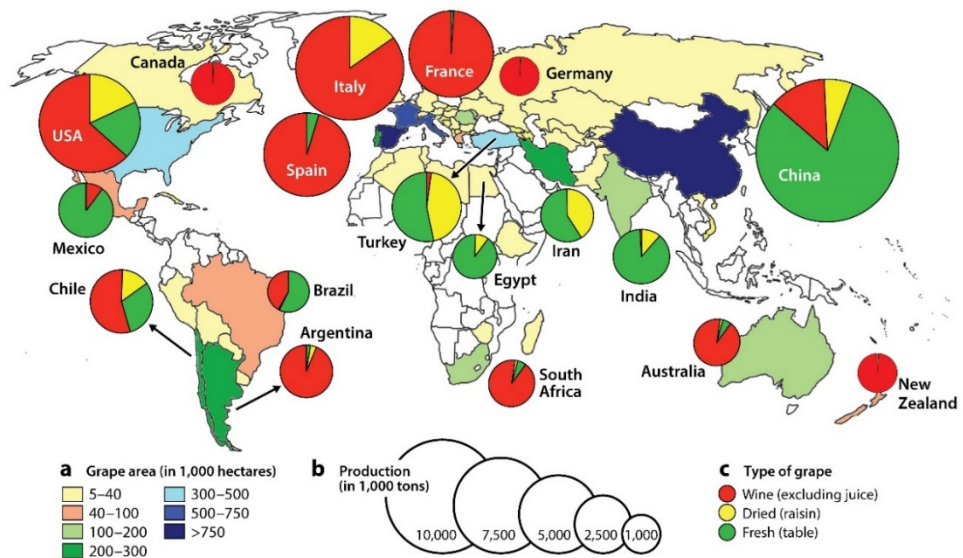 Canada
Italy
France
Germany
USA
Spain
China
Mexico
Turkey
Iran
Egypt
India
Chile
Brazil
Argentina
South
Africa
Australia
New
Zealand
a Grape area (in 1,000 hectares)
5–40
40–100
100–200
200–300
300–500
500–750
>750
b Production
(in 1,000 tons)
10,000
7,500
5,000
2,500
1,000
c Type of grape
Wine (excluding juice)
Dried (raisin)
Fresh (table)